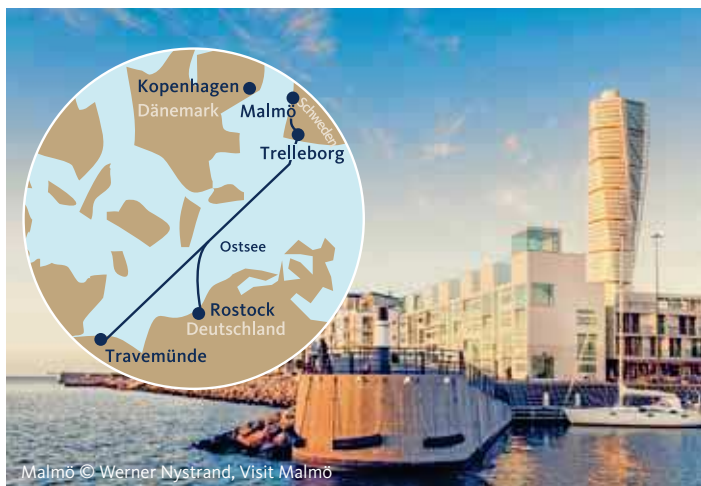 Kopenhagen
Dänemark
Malmö
Schweden
Trelleborg
Ostsee
Rostock
Deutschland
Travemünde
Malmö © Werner Nystrand, Visit Malmö